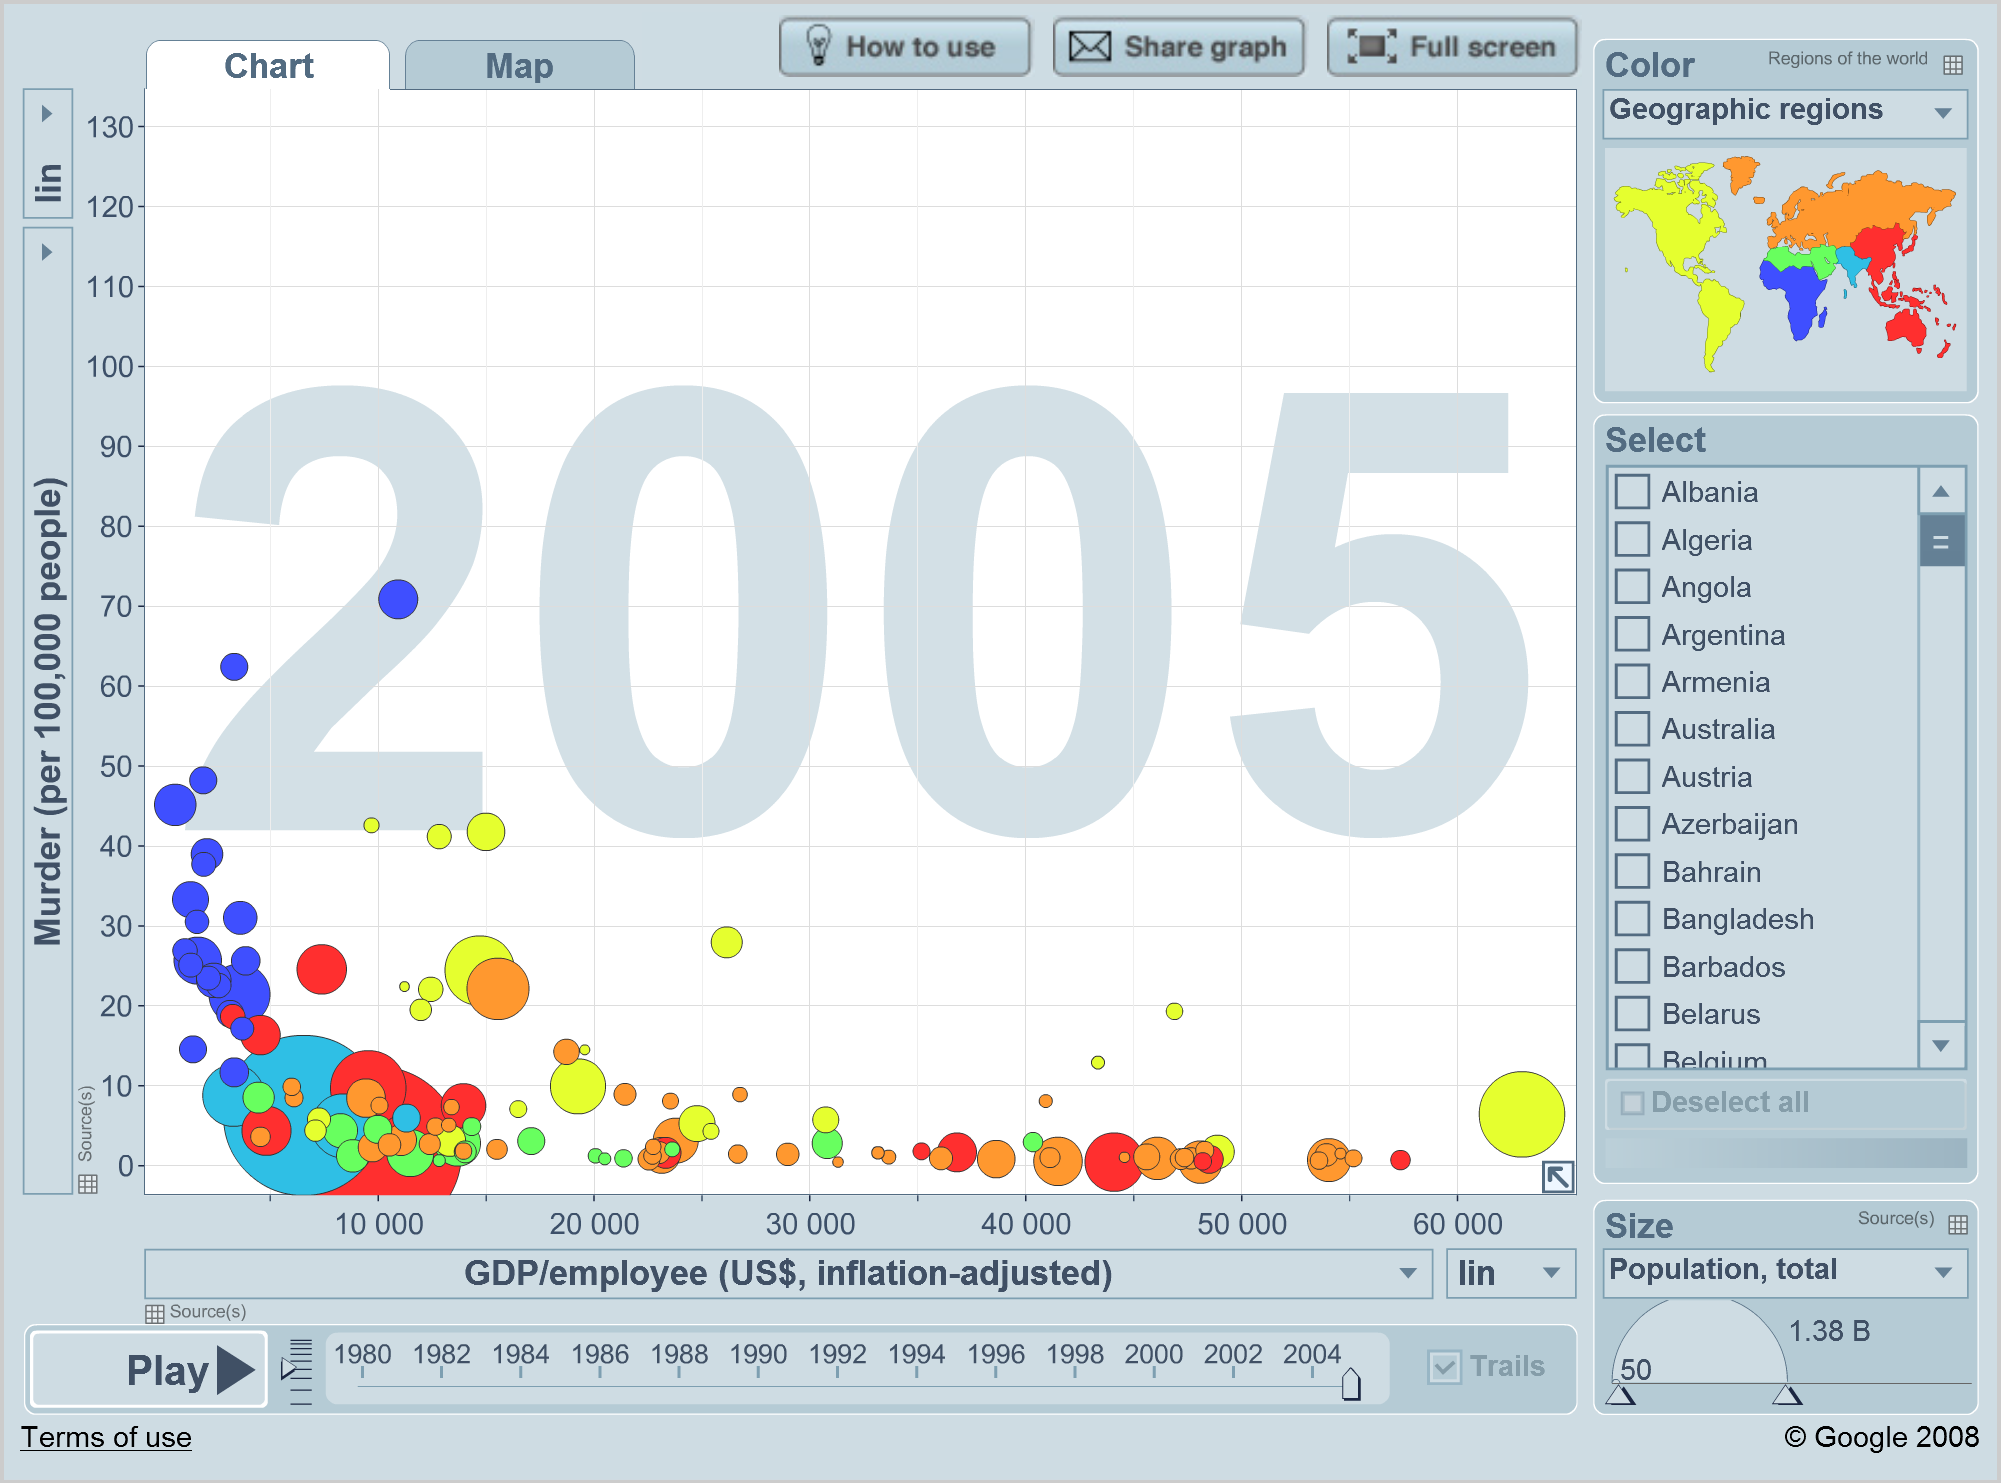 How to use
Share graph
Full screen
Chart
Map
Color
Regions of the world
Geographic regions
lin
Murder (per 100,000 people)
Source(s)
130
120
110
100
90
80
70
60
50
40
30
20
10
0
2005
Select
Albania
Algeria
Angola
Argentina
Armenia
Australia
Austria
Azerbaijan
Bahrain
Bangladesh
Barbados
Belarus
Belgium
Deselect all
10 000
20 000
30 000
40 000
50 000
60 000
GDP/employee (US$, inflation-adjusted)
lin
Source(s)
Size
Source(s)
Population, total
1.38 B
50
Play
1980 1982 1984 1986 1988 1990 1992 1994 1996 1998 2000 2002 2004
Trails
Terms of use
© Google 2008